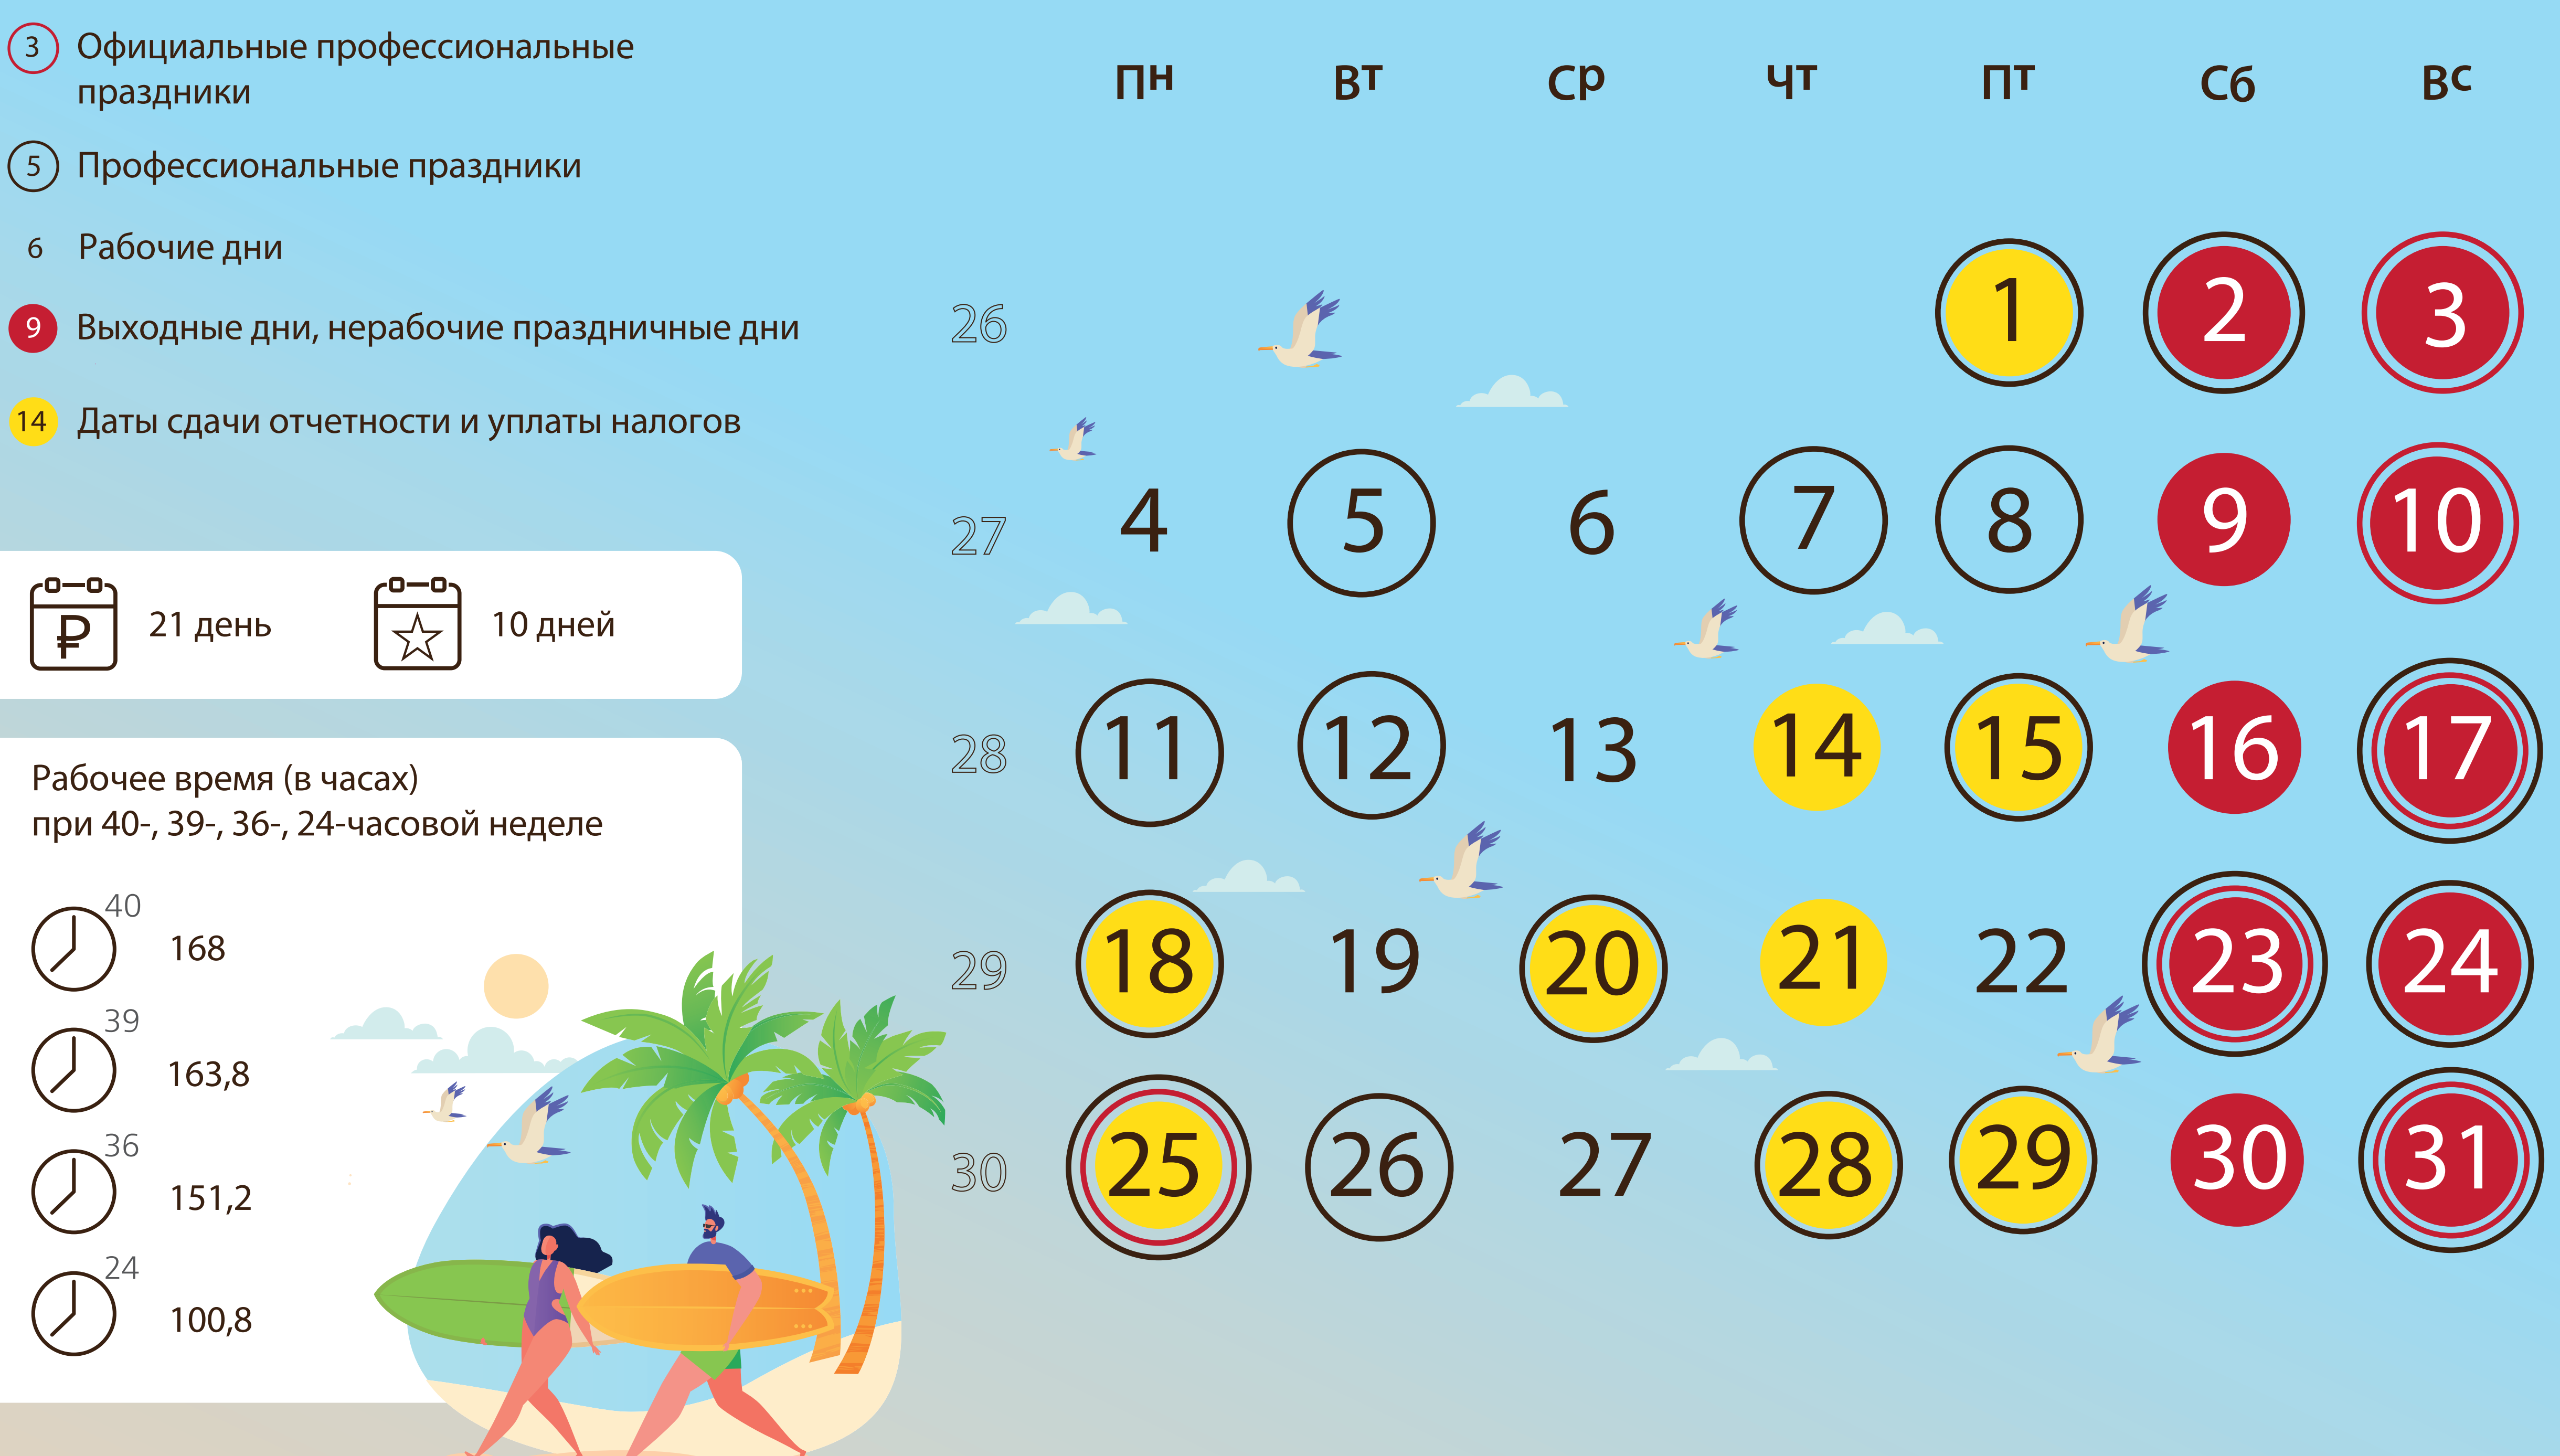 3 Официальные профессиональные
праздники
5 Профессиональные праздники
6 Рабочие дни
9 Выходные дни, нерабочие праздничные дни
14 Даты сдачи отчетности и уплаты налогов
₽ 21 день 10 дней
Рабочее время (в часах)
при 40-, 39-, 36-, 24-часовой неделе
40
168
39
163,8
36
151,2
24
100,8
Пн Вт Ср Чт Пт Сб Вс
26 1 2 3
27 4 5 6 7 8 9 10
28 11 12 13 14 15 16 17
29 18 19 20 21 22 23 24
30 25 26 27 28 29 30 31